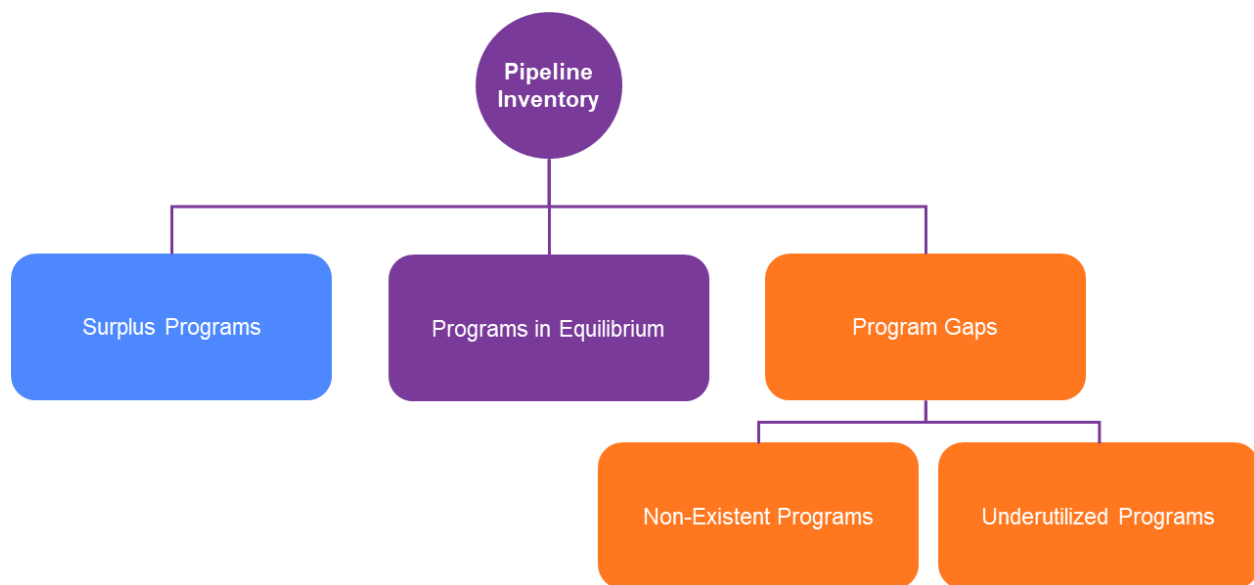 Pipeline
Inventory
Surplus Programs
Programs in Equilibrium
Program Gaps
Non-Existent Programs
Underutilized Programs